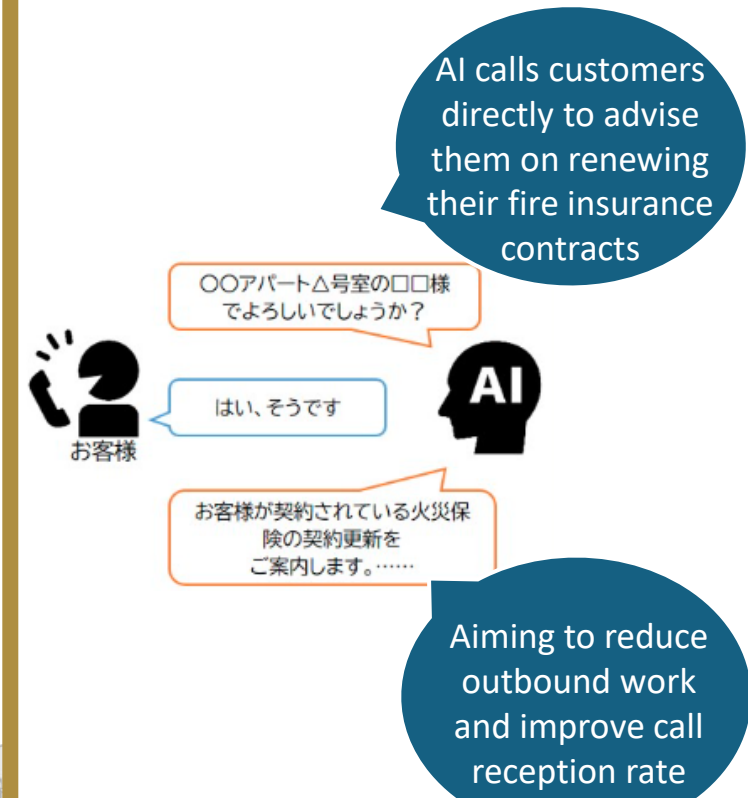 AI calls customers
directly to advise
them on renewing
their fire insurance
contracts
〇〇アパート△号室の□□様
でよろしいでしょうか？
AI
はい、そうです
お客様
お客様が契約されている火災保
険の契約更新を
ご案内します。……
Aiming to reduce
outbound work
and improve call
reception rate